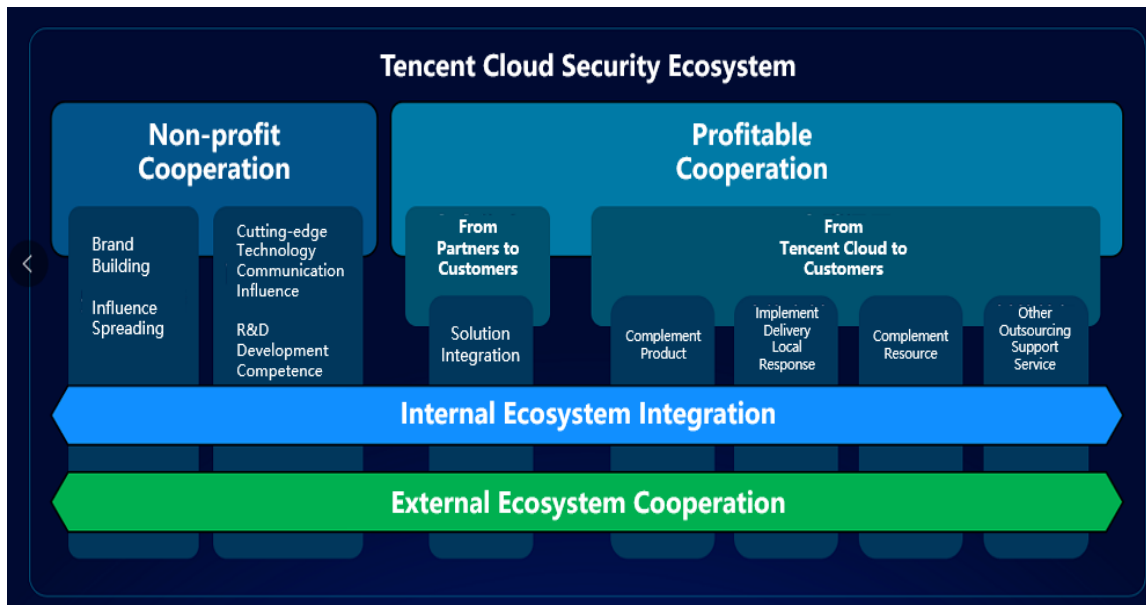 Tencent Cloud Security Ecosystem
Non-profit
Cooperation
Profitable
Cooperation
Brand
Building
Influence
Spreading
Cutting-edge
Technology
Communication
Influence
R&D
Development
Competence
From
Partners to
Customers
Solution
Integration
From
Tencent Cloud to
Customers
Complement
Product
Implement
Delivery
Local
Response
Complement
Resource
Other
Outsourcing
Support
Service
Internal Ecosystem Integration
External Ecosystem Cooperation